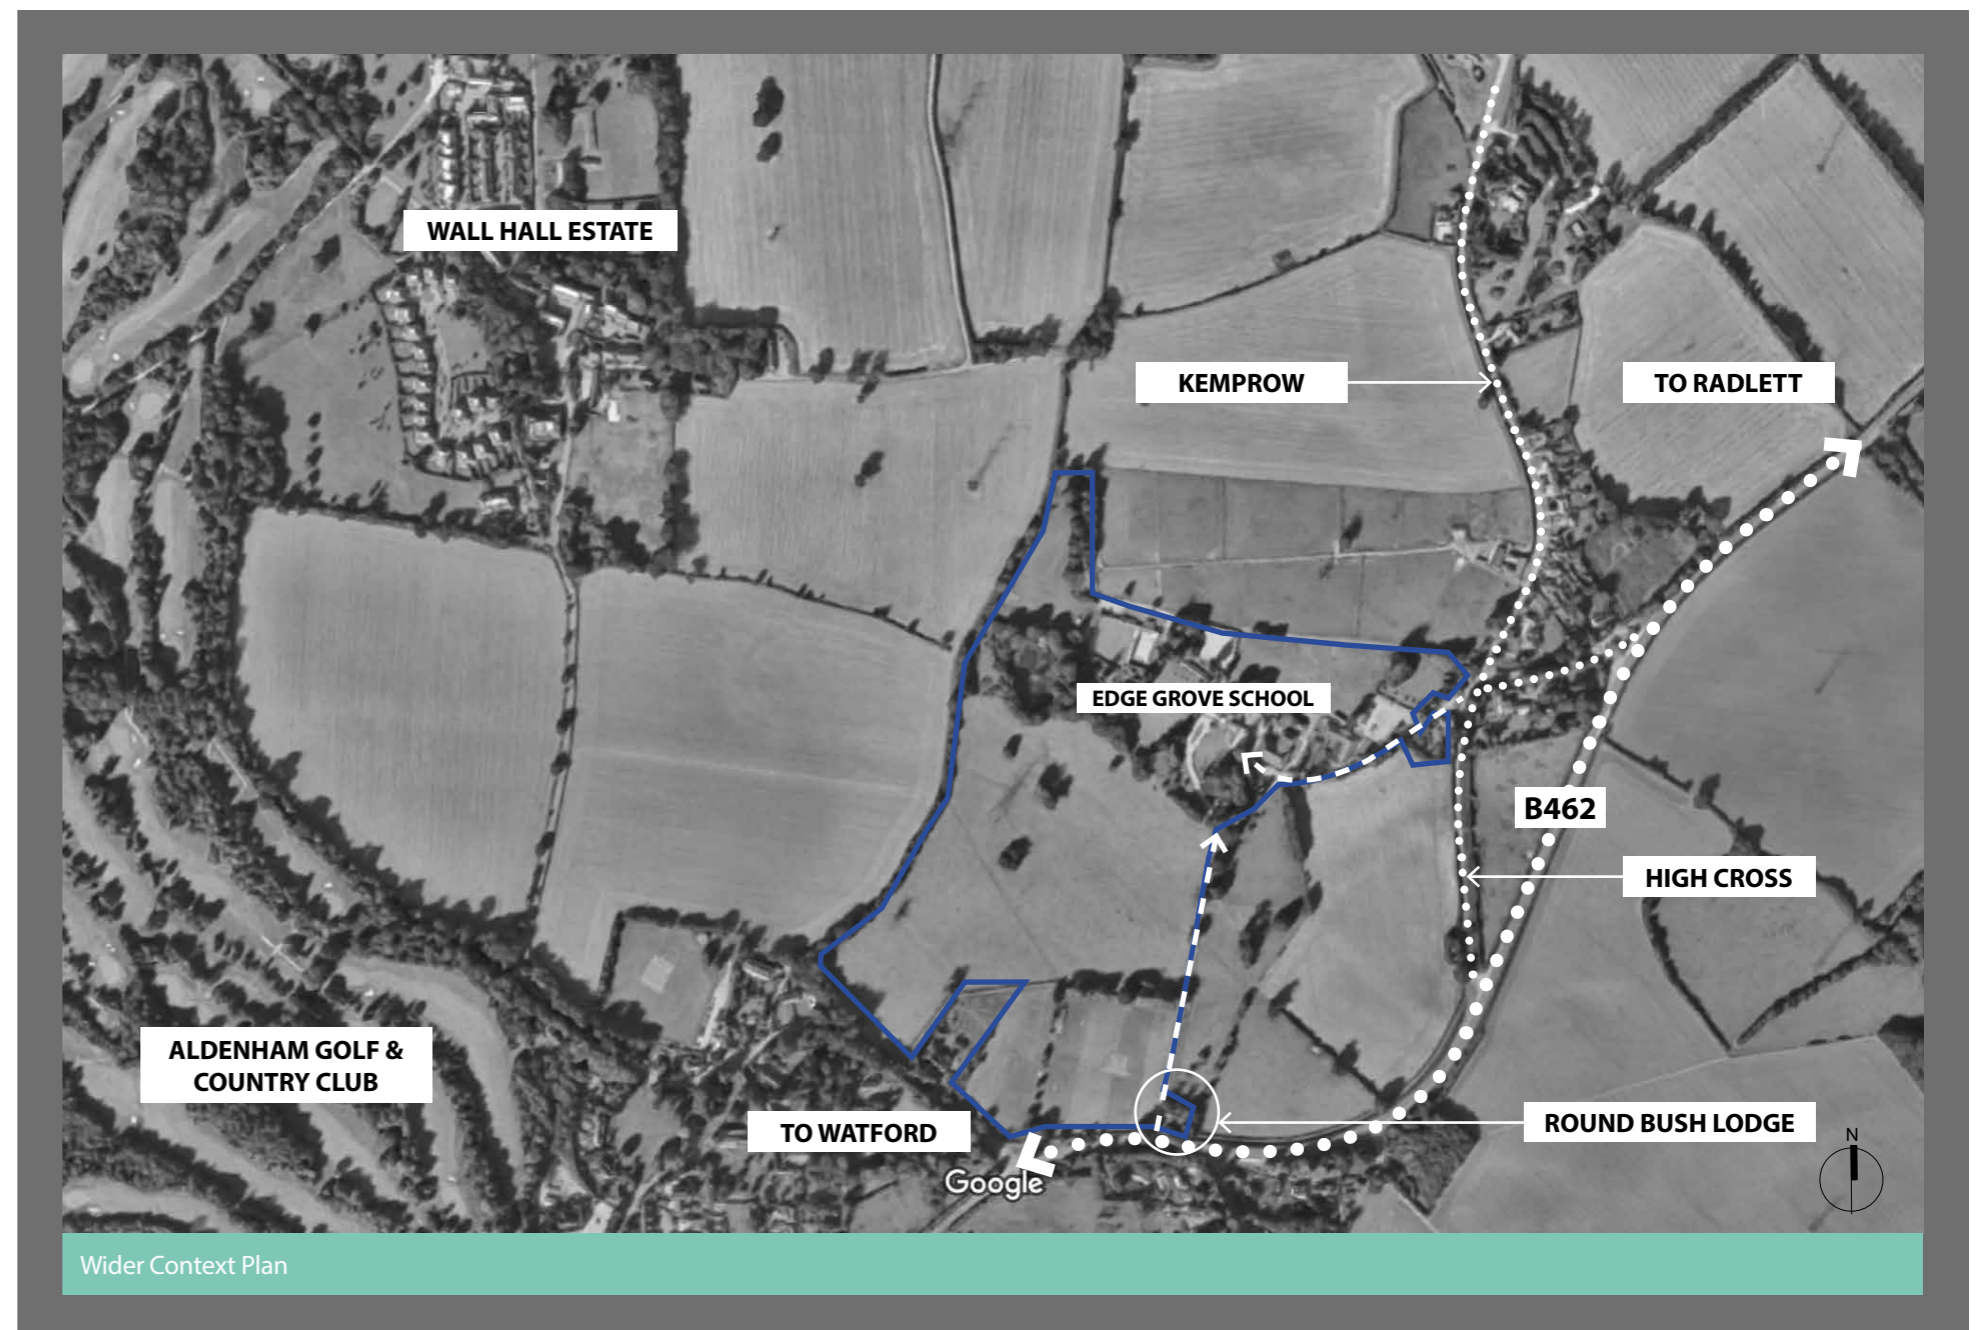 WALL HALL ESTATE
KEMPROW
TO RADLETT
EDGE GROVE SCHOOL
B462
HIGH CROSS
ALDENHAM GOLF &
COUNTRY CLUB
TO WATFORD
ROUND BUSH LODGE
N
Google
Wider Context Plan